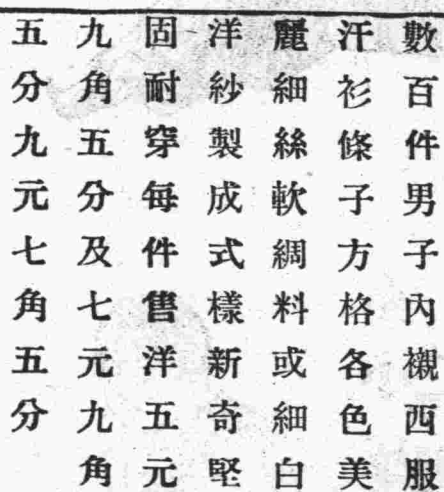 數百件男子內襯西服
汗衫條子方格各色美
麗細絲軟綢料或細白
洋紗製成式樣新奇堅
固耐穿每件售洋五元
九角五分及七元九角
五分九元七角五分